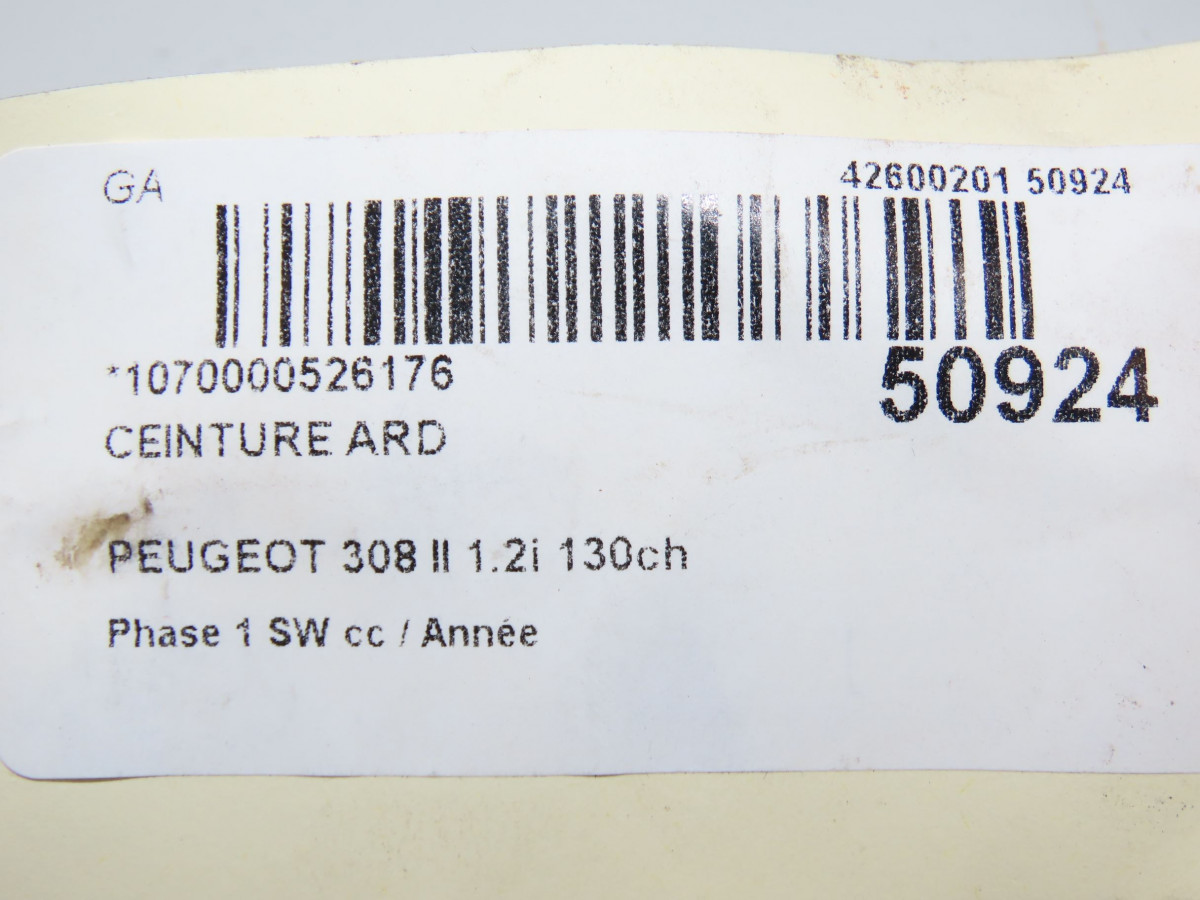 GA
42600201 50924
*1070000526176
50924
CEINTURE ARD
PEUGEOT 308 II 1.2i 130ch
Phase 1 SW cc / Année